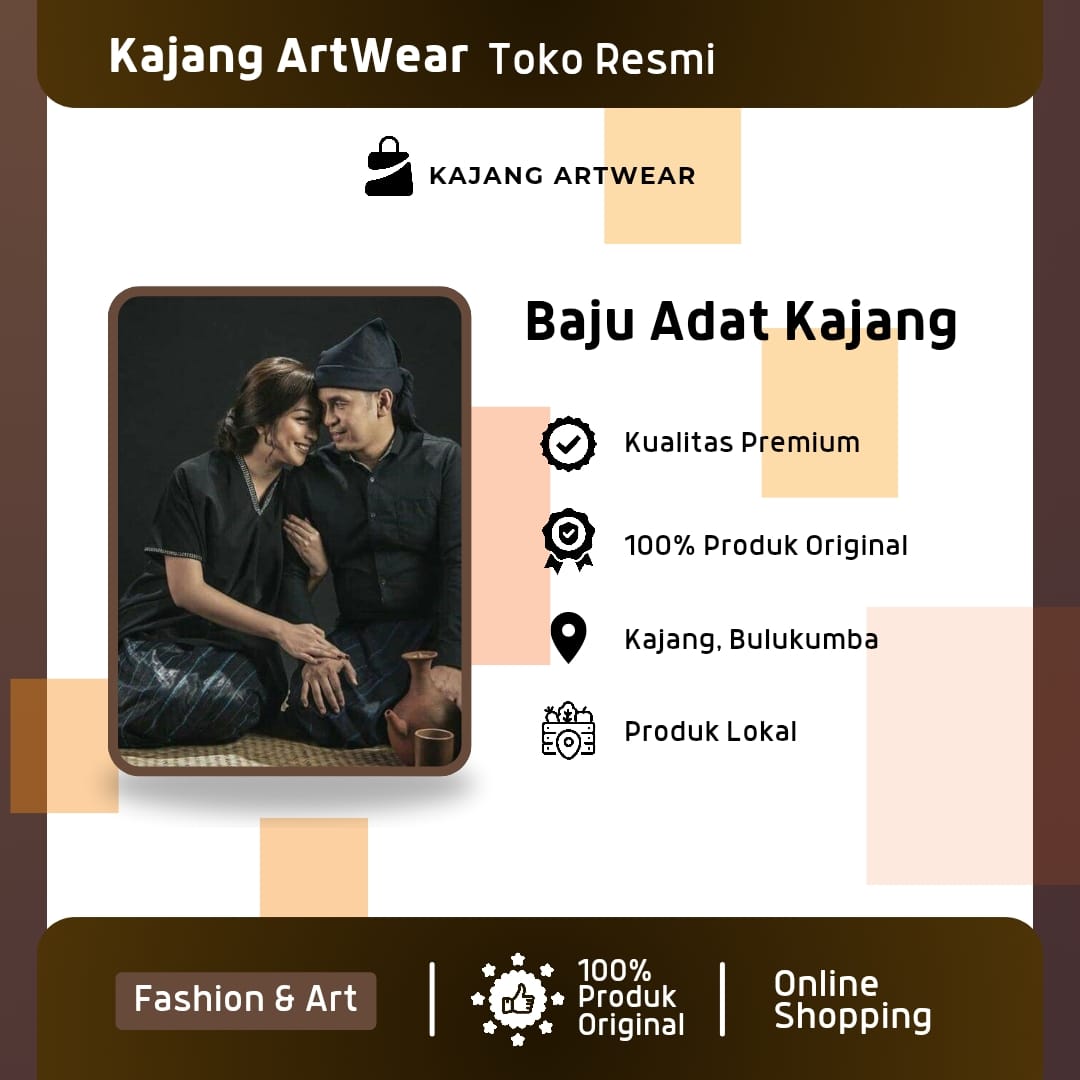 Kajang ArtWear Toko Resmi
KAJANG ARTWEAR
Baju Adat Kajang
Kualitas Premium
100% Produk Original
Kajang, Bulukumba
Produk Lokal
Fashion & Art
100%
Produk
Original
Online
Shopping